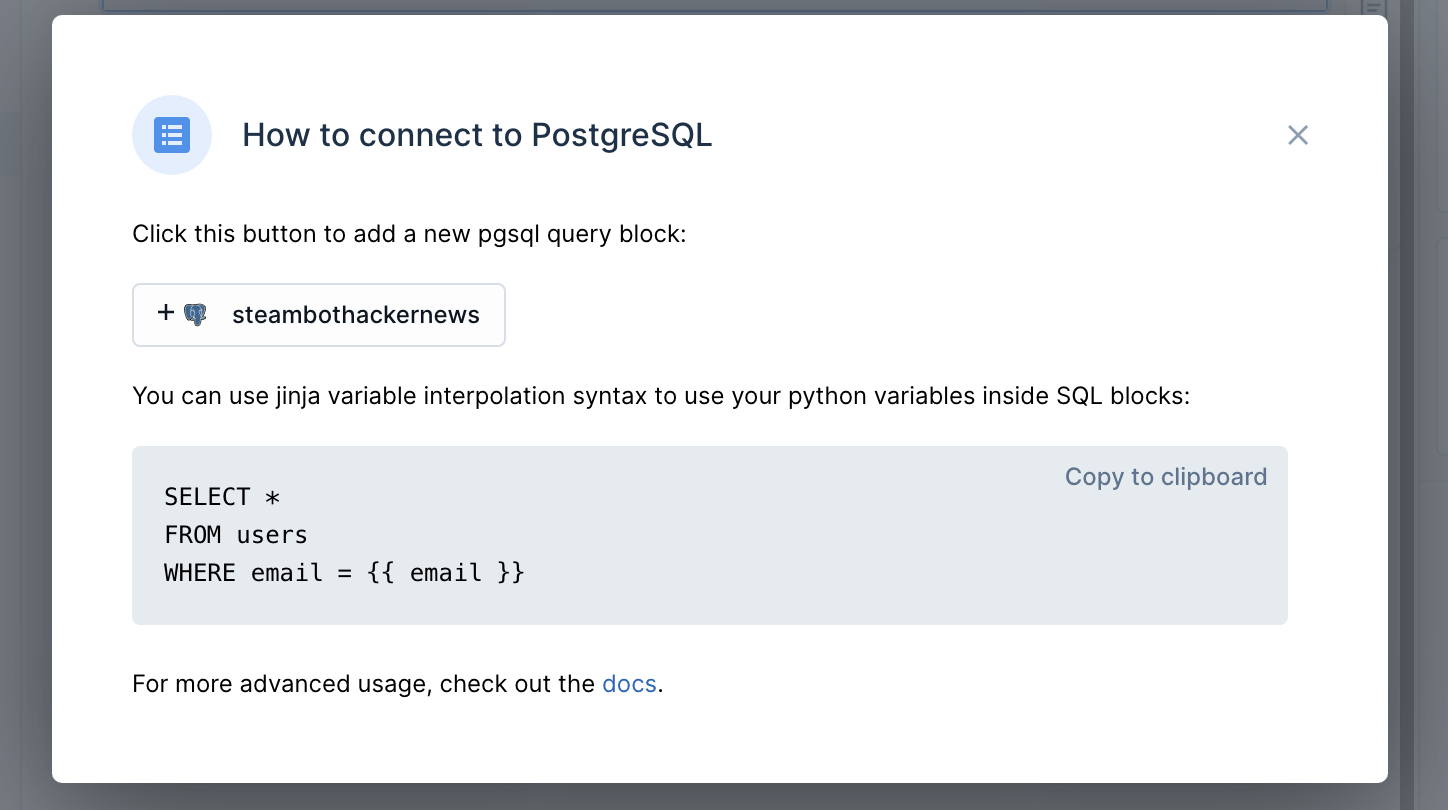 How to connect to PostgreSQL
Click this button to add a new pgsql query block:
+ steambothackernews
You can use jinja variable interpolation syntax to use your python variables inside SQL blocks:
Copy to clipboard
SELECT *
FROM users
WHERE email = {{ email }}
For more advanced usage, check out the docs.